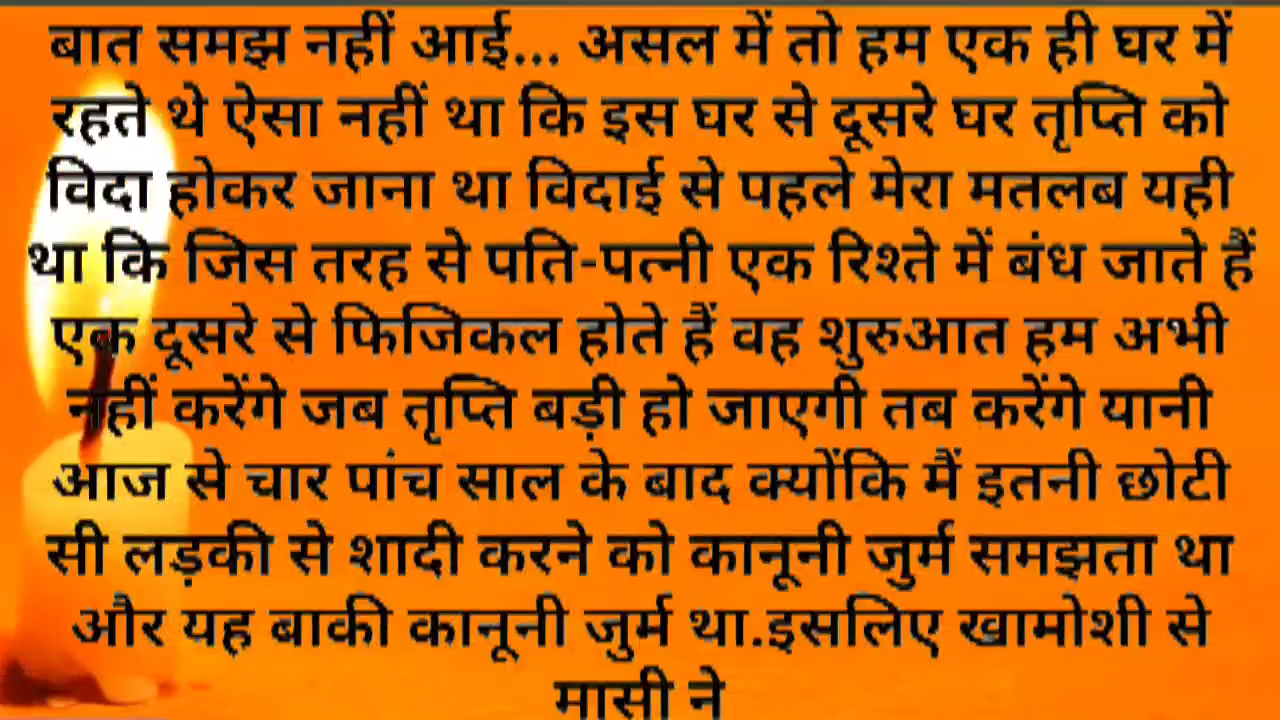 बात समझ नहीं आई... असल में तो हम एक ही घर में
रहते थे ऐसा नहीं था कि इस घर से दूसरे घर तृप्ति को
विदा होकर जाना था विदाई से पहले मेरा मतलब यही
था कि जिस तरह से पति-पत्नी एक रिश्ते में बंध जाते हैं
एक दूसरे से फिजिकल होते हैं वह शुरुआत हम अभी
नहीं करेंगे जब तृप्ति बड़ी हो जाएगी तब करेंगे यानी
आज से चार पांच साल के बाद क्योंकि मैं इतनी छोटी
सी लड़की से शादी करने को कानूनी जुर्म समझता था
और यह बाकी कानूनी जुर्म था.इसलिए खामोशी से
मासी ने